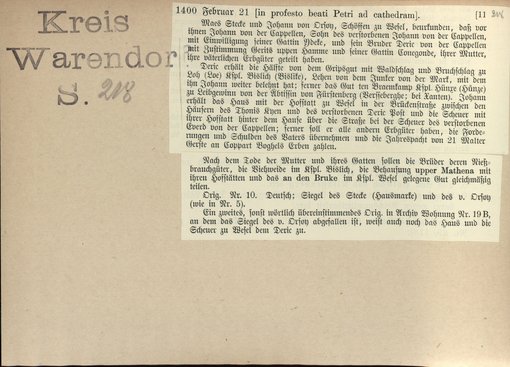 Kreis
Warendorf
S. 218
1400 Februar 21 [in profesto beati Petri ad cathedram]. [11
Maes Stecke und Johann von Orsoy, Schöffen zu Wesel, beurkunden, daß vor
ihnen Johann von der Cappellen, Sohn des verstorbenen Johann von der Cappellen,
mit Einwilligung seiner Gattin Ybele, und sein Bruder Deric von der Cappellen
mit Zustimmung Gerits uppen Hamme und seiner Gattin Conegonde, ihrer Mutter,
ihre väterlichen Erbgüter geteilt haben.
Deric erhält die Hälfte von dem Gripsgut mit Waldschlag und Bruchschlag zu
Loh (Loe) Kspl. Bislich (Bislike), Lehen von dem Junker von der Mark, mit dem
ihn Johann weiter belehnt hat; ferner das Gut ten Braemkamp Kspl. Hünxe (Hünge)
zu Leibgewinn von der Äbtissin von Fürstenberg (Versteberghe; bei Xanten). Johann
erhält das Haus mit der Hofstatt zu Wesel in der Brückenstraße zwischen den
Häusern des Thonis Kyen und des verstorbenen Deric Post und die Scheuer mit
ihrer Hofstatt hinter dem Hause über die Straße bei der Scheuer des verstorbenen
Everd von der Cappellen; ferner soll er alle andern Erbgüter haben, die Forde-
rungen und Schulden des Vaters übernehmen und die Jahrspacht von 21 Malter
Gerste an Coppart Voghels Erben zahlen.
Nach dem Tode der Mutter und ihres Gatten sollen die Brüder deren Nieß-
brauchgüter, die Viehweide im Kspl. Bislich, die Behausung upper Mathena mit
ihren Hofstätten und das an den Bruke im Kspl. Wesel gelegene Gut gleichmäßig
teilen.
Orig. Nr. 10. Deutsch; Siegel des Stecke (Hausmarke) und des v. Orsoy
(wie in Nr. 5).
Ein zweites, sonst wörtlich übereinstimmendes Orig. in Archiv Wohnung Nr. 19 B,
an dem das Siegel des v. Orsoy abgefallen ist, weist auch noch das Haus und die
Scheuer zu Wesel dem Deric zu.